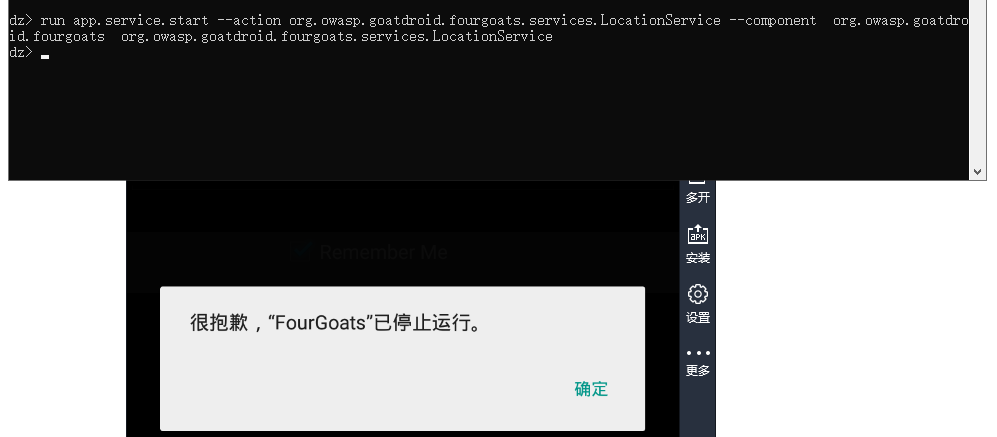 dz> run app.service.start --action org.owasp.goatdroid.fourgoats.services.LocationService --component  org.owasp.goatdro
id.fourgoats  org.owasp.goatdroid.fourgoats.services.LocationService
dz>
多开
Remember Me
APK
安装
很抱歉，“FourGoats”已停止运行。
设置
更多
确定